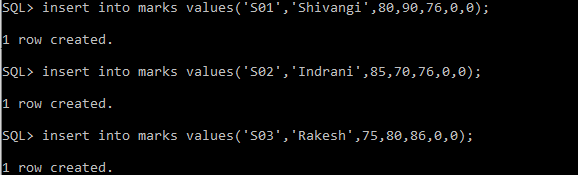 SQL> insert into marks values('S01','Shivangi',80,90,76,0,0);
1 row created.
SQL> insert into marks values('S02','Indrani',85,70,76,0,0);
1 row created.
SQL> insert into marks values('S03','Rakesh',75,80,86,0,0);
1 row created.